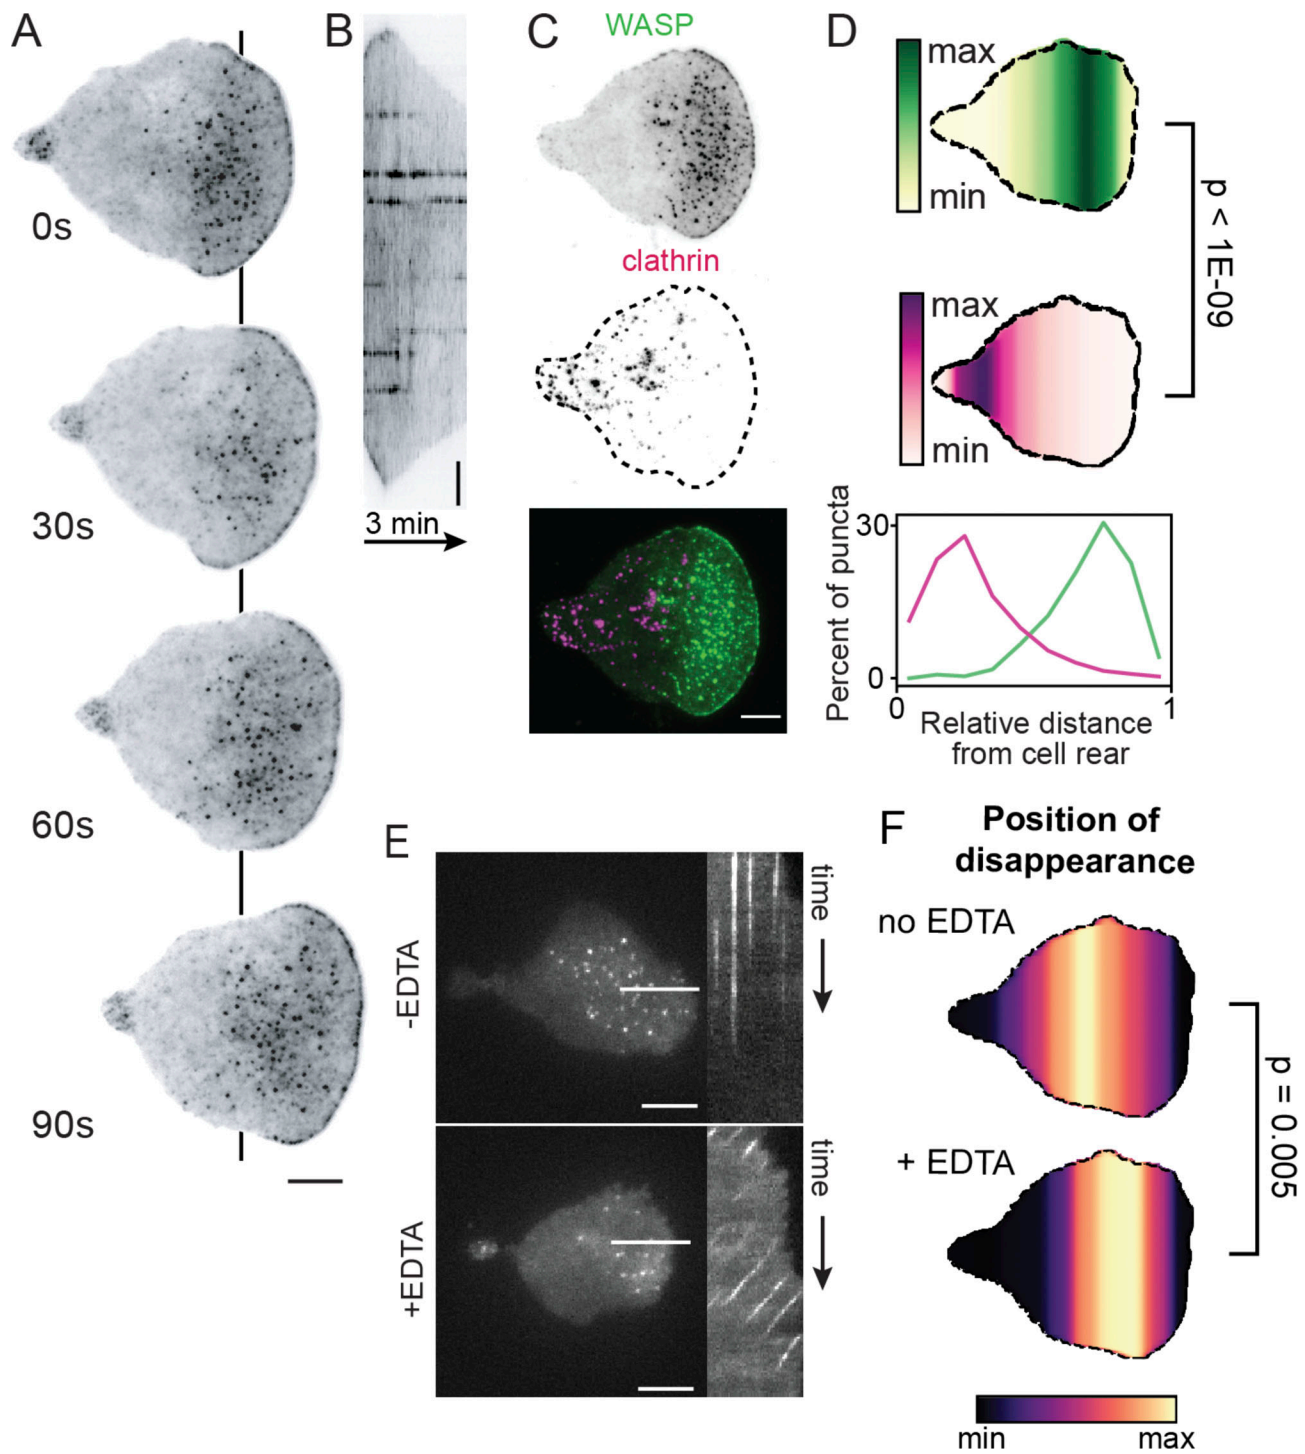 A
0s
30s
60s
90s
B
3 min
C
WASP
clathrin
D
max
min
max
min
p < 1E-09
Percent of puncta
30
0
0
1
Relative distance
from cell rear
E
-EDTA
time
+EDTA
time
F
Position of
disappearance
no EDTA
+ EDTA
p = 0.005
min
max